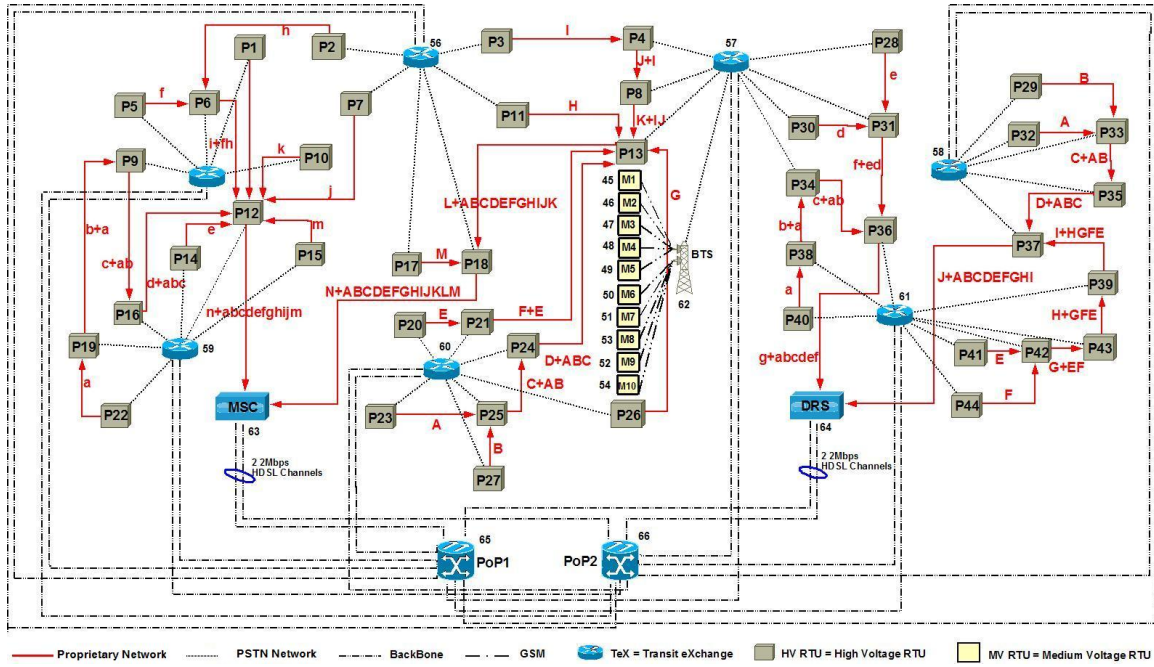 h
P1
P2
56
P3
I
P4
57
P28
J+I
e
P29
B
P5
f
P6
P7
P8
P11
H
K+IJ
P30
d
P31
P32
A
P33
58
C+AB
i+fh
k
P10
P9
P13
f+ed
j
45
M1
G
P34
c+ab
P35
46
M2
D+ABC
P12
L+ABCDEFGHIJK
47
M3
I+HGFE
b+a
e
m
b+a
P36
P37
48
M4
BTS
P14
P15
P17
M
P18
P38
c+ab
d+abc
49
M5
J+ABCDEFGHI
P39
N+ABCDEFGHIJKLM
50
M6
62
a
61
P16
n+abcdefghijm
F+E
51
M7
P40
H+GFE
P20
E
P21
53
M8
P19
59
60
P24
P41
E
P42
P43
52
M9
D+ABC
g+abcdef
G+EF
a
C+AB
54
M10
F
MSC
DRS
P44
P22
P23
A
P25
P26
63
64
B
2 2Mbps
HDSL Channels
2 2Mbps
HDSL Channels
P27
65
66
PoP1
PoP2
Proprietary Network
PSTN Network
BackBone
GSM
TeX = Transit eXchange
HV RTU = High Voltage RTU
MV RTU = Medium Voltage RTU